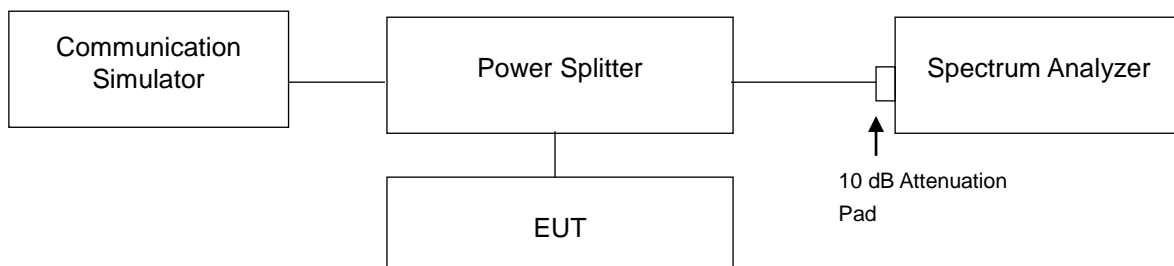 Communication
Simulator
Power Splitter
Spectrum Analyzer
10 dB Attenuation
Pad
EUT